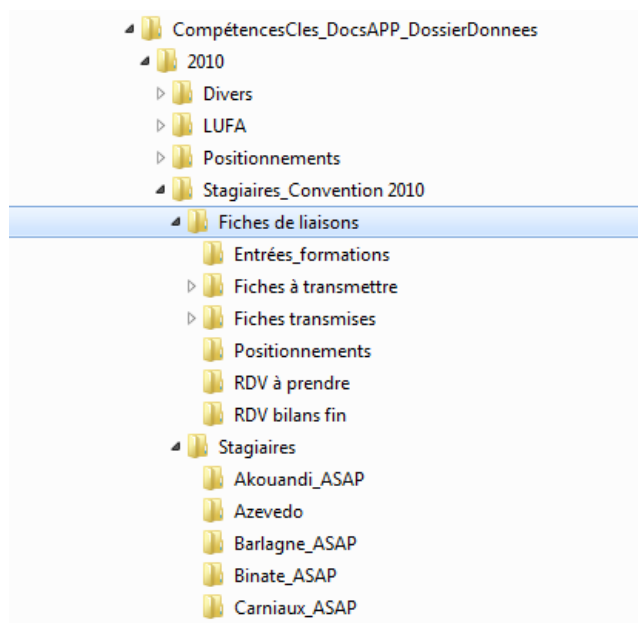 CompétencesCles_DocsAPP_DossierDonnees
2010
Divers
LUFA
Positionnements
Stagiaires_Convention 2010
Fiches de liaisons
Entrées_formations
Fiches à transmettre
Fiches transmises
Positionnements
RDV à prendre
RDV bilans fin
Stagiaires
Akouandi_ASAP
Azevedo
Barlagne_ASAP
Binate_ASAP
Carniaux_ASAP